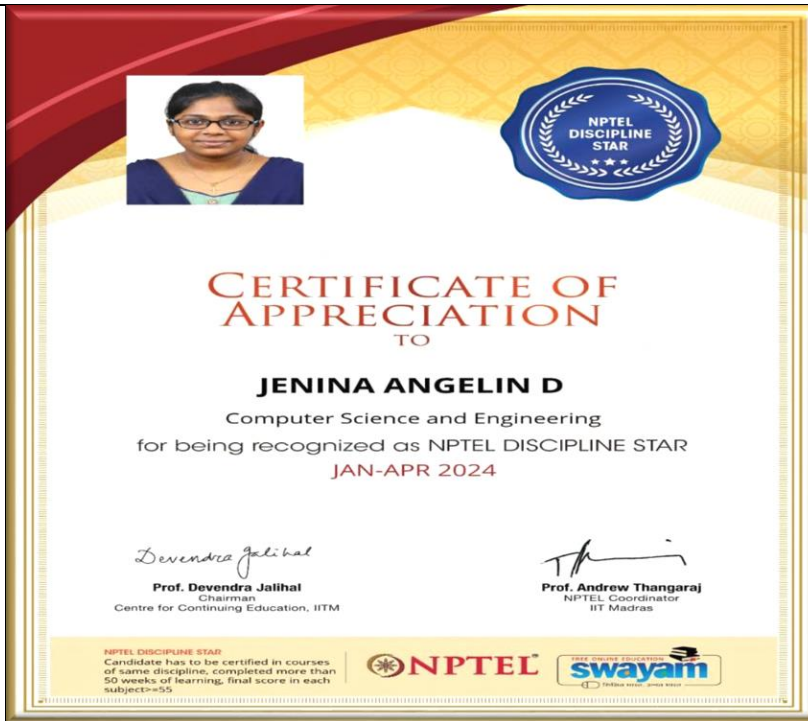 NPTEL
DISCIPLINE
STAR
CERTIFICATE OF
APPRECIATION
TO
JENINA ANGELIN D
Computer Science and Engineering
for being recognized as NPTEL DISCIPLINE STAR
JAN-APR 2024
Devendra Jalihal
Prof. Devendra Jalihal
Chairman
Centre for Continuing Education, IITM
Prof. Andrew Thangaraj
NPTEL Coordinator
IIT Madras
NPTEL DISCIPLINE STAR
Candidate has to be certified in courses
of same discipline, completed more than
50 weeks of learning, final score in each
subject>=55
NPTEL®
FREE ONLINE EDUCATION
swayam